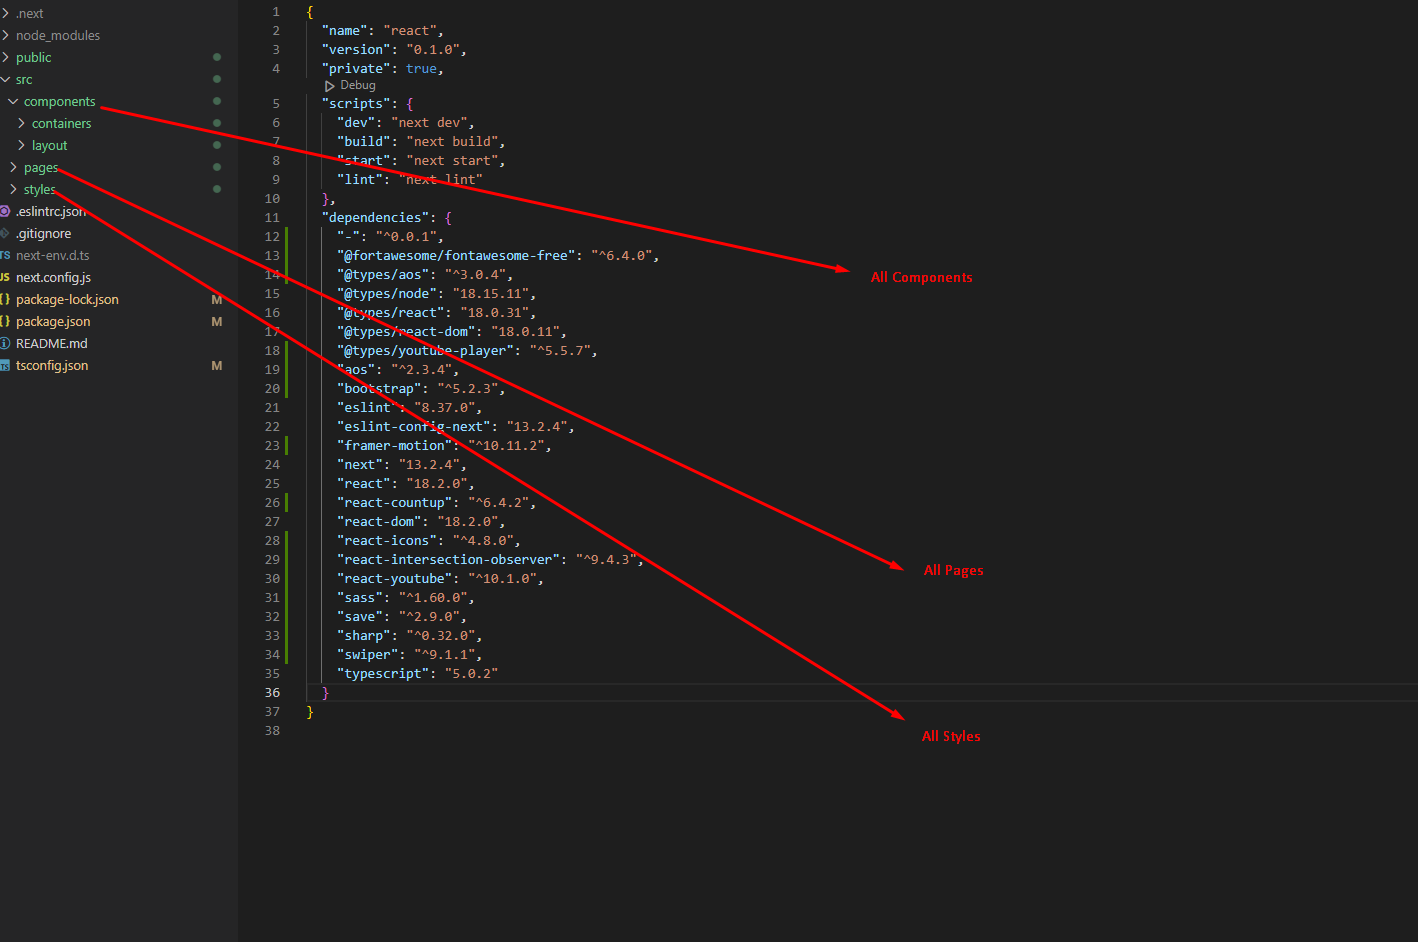 .next
node_modules
public
src
components
containers
layout
pages
styles
.eslintrc.json
.gitignore
TS next-env.d.ts
JS next.config.js
{} package-lock.json M
{} package.json M
README.md
TS tsconfig.json M
1 {
2 "name": "react",
3 "version": "0.1.0",
4 "private": true,
Debug
5 "scripts": {
6 "dev": "next dev",
7 "build": "next build",
8 "start": "next start",
9 "lint": "next lint"
10 },
11 "dependencies": {
12 "-": "^0.0.1",
13 "@fortawesome/fontawesome-free": "^6.4.0",
14 "@types/aos": "^3.0.4",
15 "@types/node": "18.15.11",
16 "@types/react": "18.0.31",
17 "@types/react-dom": "18.0.11",
18 "@types/youtube-player": "^5.5.7",
19 "aos": "^2.3.4",
20 "bootstrap": "^5.2.3",
21 "eslint": "8.37.0",
22 "eslint-config-next": "13.2.4",
23 "framer-motion": "^10.11.2",
24 "next": "13.2.4",
25 "react": "18.2.0",
26 "react-countup": "^6.4.2",
27 "react-dom": "18.2.0",
28 "react-icons": "^4.8.0",
29 "react-intersection-observer": "^9.4.3",
30 "react-youtube": "^10.1.0",
31 "sass": "^1.60.0",
32 "save": "^2.9.0",
33 "sharp": "^0.32.0",
34 "swiper": "^9.1.1",
35 "typescript": "5.0.2"
36 }
37 }
38
All Components
All Pages
All Styles